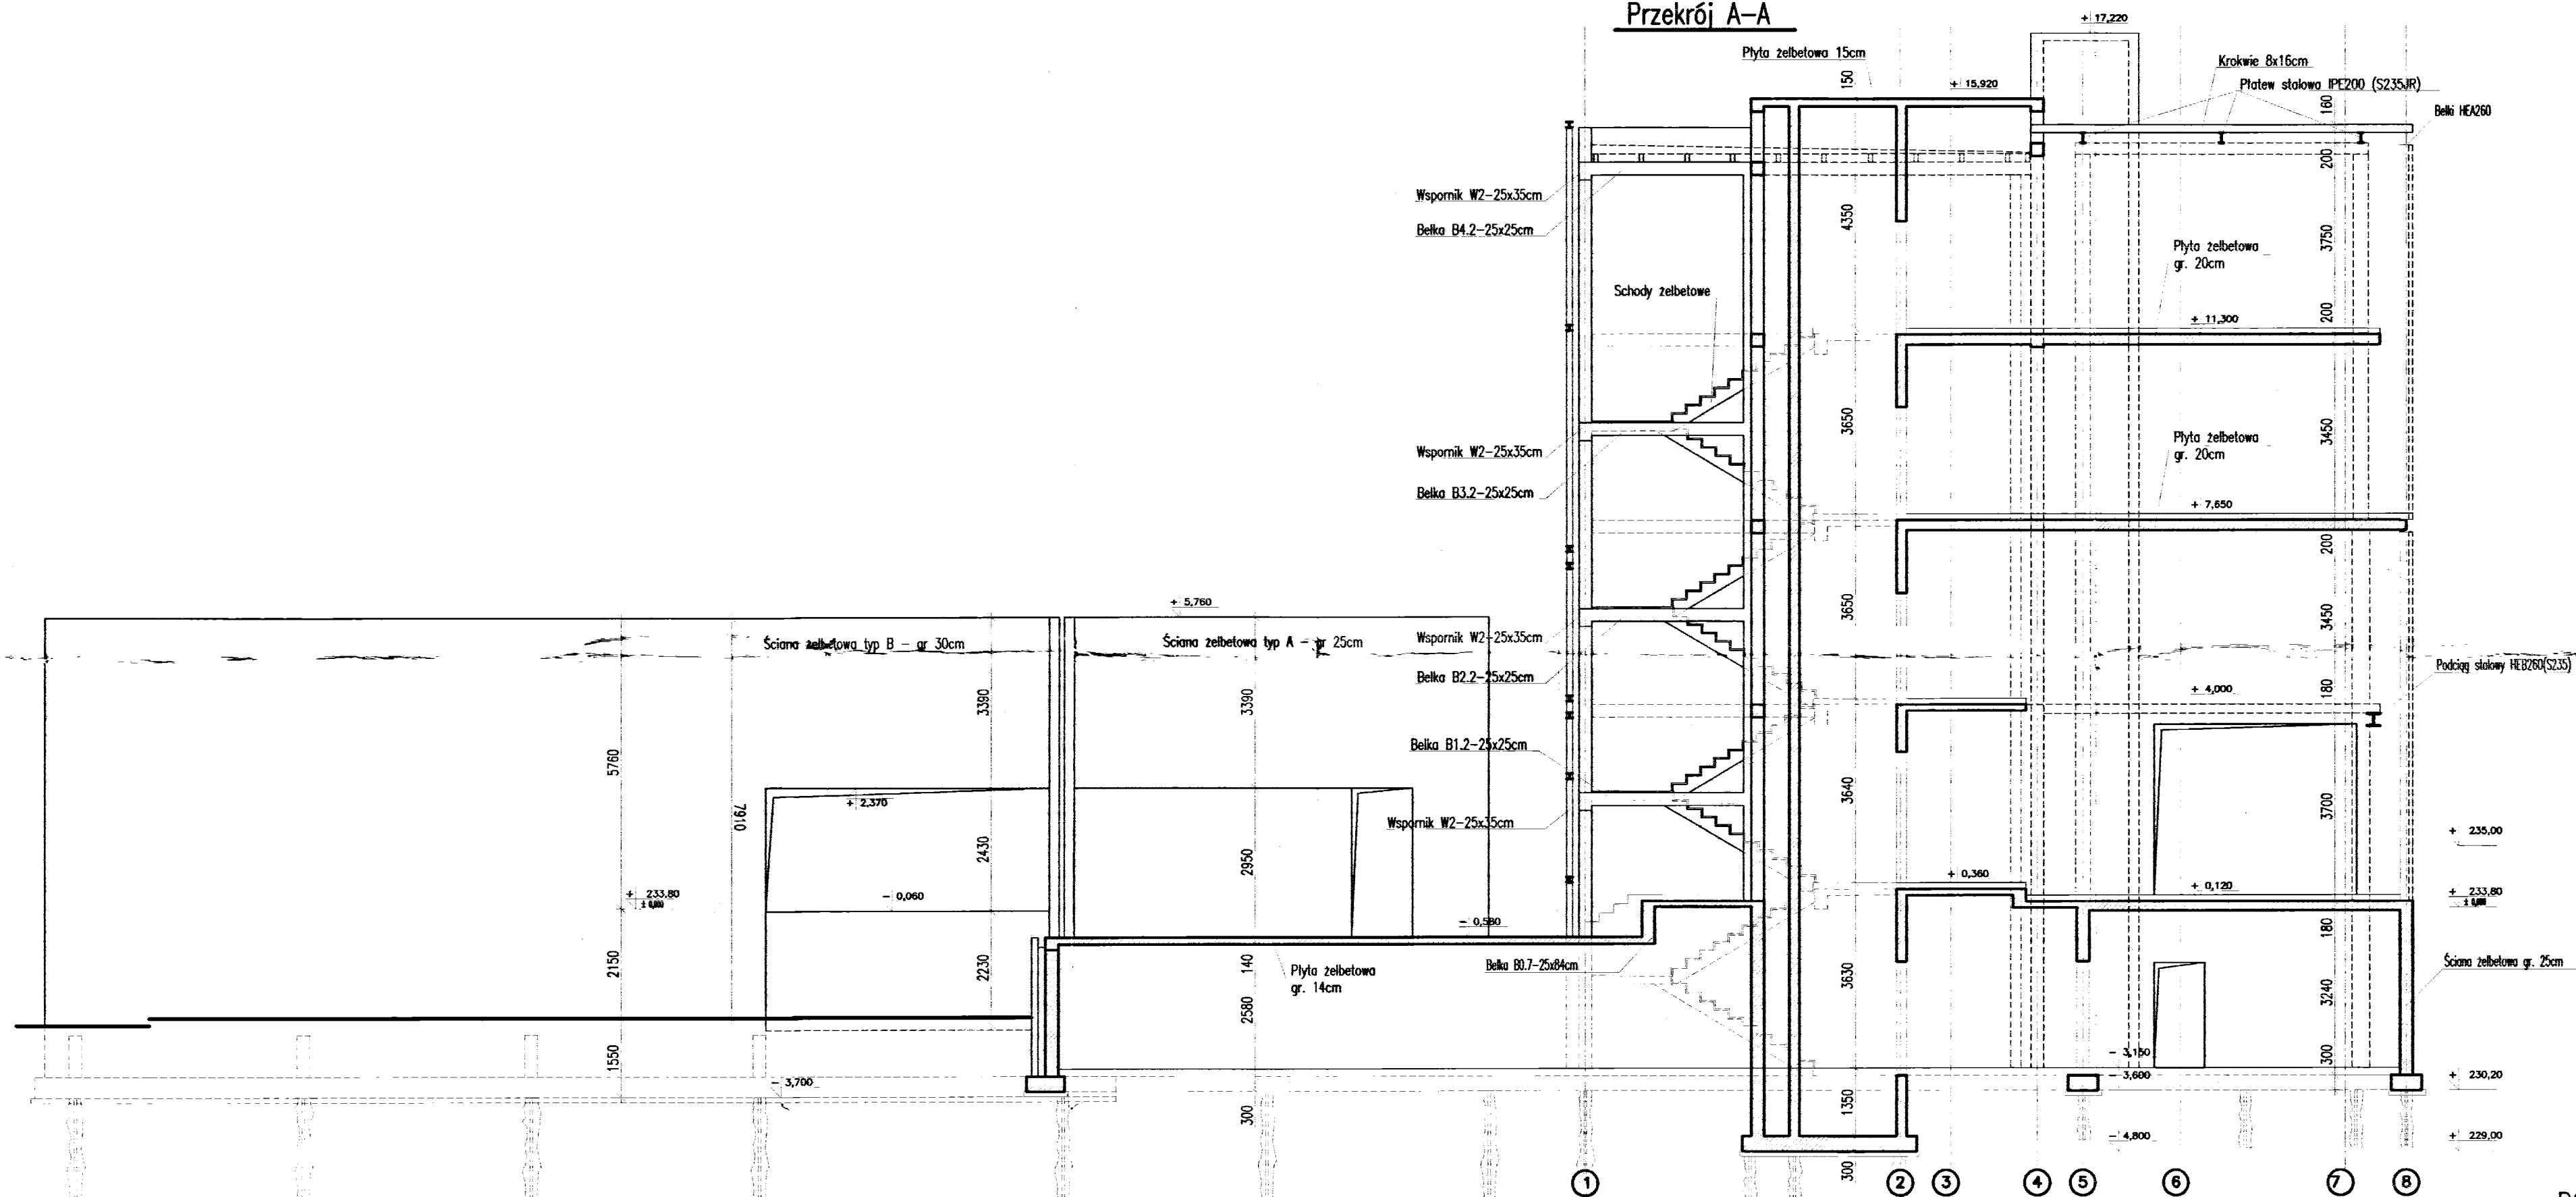 Przekrój A-A
+ 17,220
Płyta żelbetowa 15cm
150
+ 15,920
Krokwie 8x16cm
Płatew stalowa IPE200 (S235JR)
160
Belki HEA260
200
Wspornik W2-25x35cm
Belka B4.2-25x25cm
4350
3750
Płyta żelbetowa
gr. 20cm
Schody żelbetowe
200
+ 11,300
3650
3450
Płyta żelbetowa
gr. 20cm
Wspornik W2-25x35cm
Belka B3.2-25x25cm
+ 7,650
200
+ 5,760
3650
3450
Ściana żelbetowa typ B - gr 30cm
Ściana żelbetowa typ A - gr 25cm
Wspornik W2-25x35cm
Belka B2.2-25x25cm
Podciąg stalowy HEB260(S235)
+ 4,000
180
3390
3390
5760
Belka B1.2-25x25cm
3640
3700
+ 2,370
7910
Wspornik W2-25x35cm
2430
2950
+ 235,00
+ 0,360
+ 0,120
+ 233,80
± 0,000
+ 233,80
± 0,000
- 0,060
- 0,580
180
2150
2230
140
Płyta żelbetowa
gr. 14cm
Belka B0.7-25x84cm
3630
Ściana żelbetowa gr. 25cm
2580
3240
1550
- 3,150
300
- 3,700
- 3,600
+ 230,20
300
1350
- 4,800
+ 229,00
300
1
2
3
4
5
6
7
8